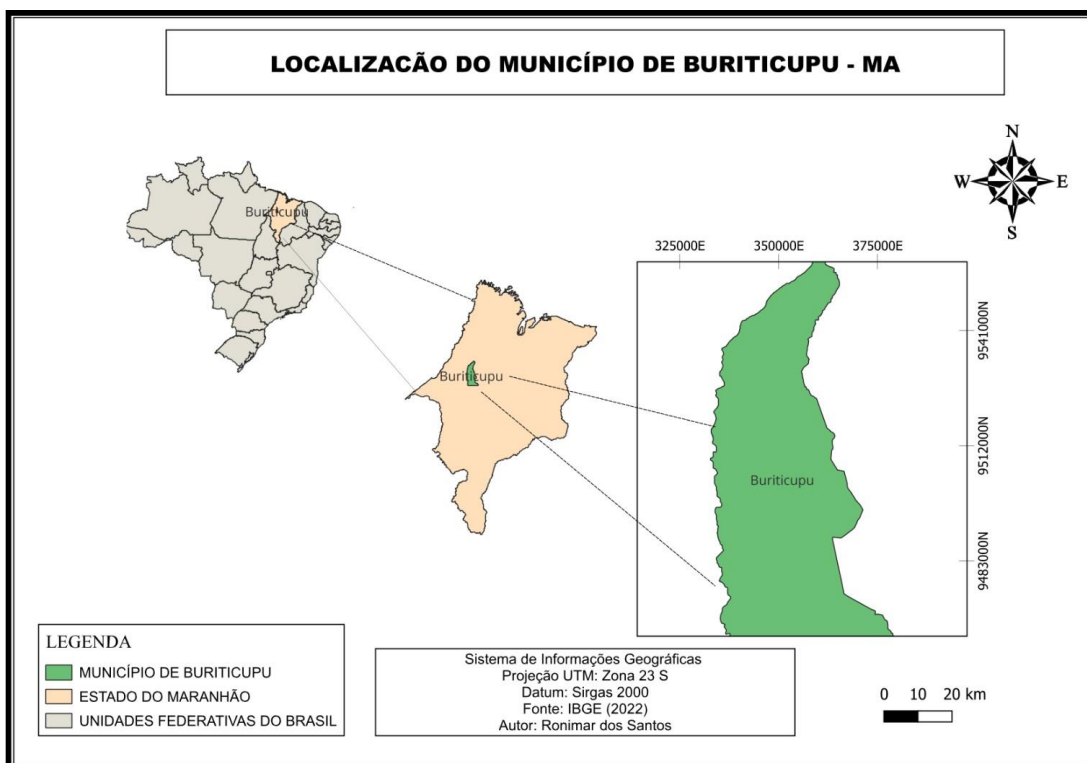 LOCALIZACÃO DO MUNICÍPIO DE BURITICUPU - MA
N
W
E
S
Buriticupu
325000E
350000E
375000E
9541000N
Buriticupu
9512000N
Buriticupu
9483000N
LEGENDA
MUNICÍPIO DE BURITICUPU
ESTADO DO MARANHÃO
UNIDADES FEDERATIVAS DO BRASIL
Sistema de Informações Geográficas
Projeção UTM: Zona 23 S
Datum: Sirgas 2000
Fonte: IBGE (2022)
Autor: Ronimar dos Santos
0 10 20 km